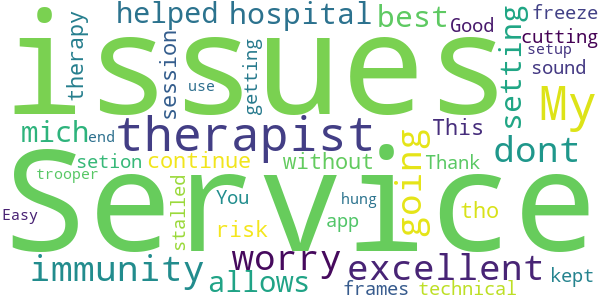 issues
Service
therapist
helped
hospital
best
Good
freeze
cutting
setup
sound
setting
My
therapy
session
use
getting
This
dont
mich
end
setion
continue
without
Thank
trooper
stalled
You
hung
going
tho
Easy
risk
app
worry
excellent
immunity
allows
frames
technical
kept